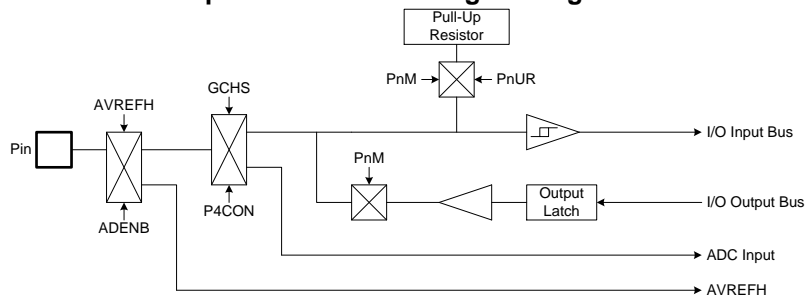 Pull-Up
Resistor
PnM
PnUR
GCHS
AVREFH
Pin
I/O Input Bus
PnM
Output
Latch
I/O Output Bus
P4CON
ADENB
ADC Input
AVREFH